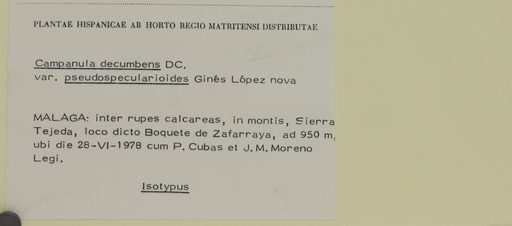 PLANTAE HISPANICAE AB HORTO REGIO MATRITENSI DISTRIBUTAE
Campanula decumbens DC.
var. pseudospecularioides Ginés López nova
MALAGA: inter rupes calcareas, in montis, Sierra
Tejeda, loco dicto Boquete de Zafarraya, ad 950 m,
ubi die 28-VI-1978 cum P. Cubas et J.M. Moreno
Legi.
Isotypus